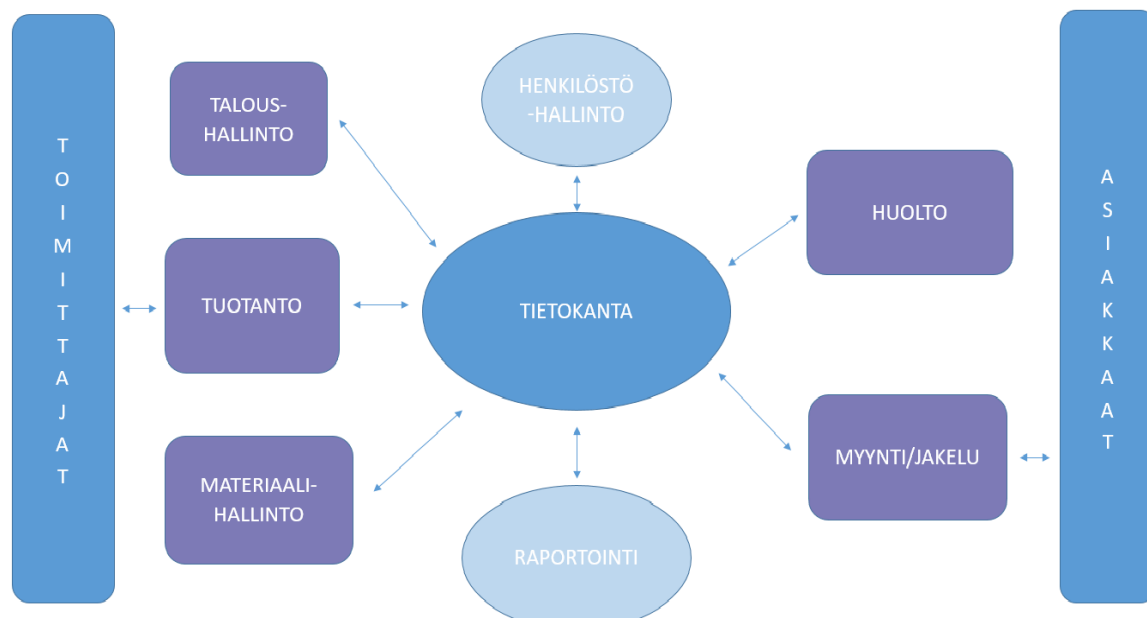 TOIMITTAJAT
TALOUS-
HALLINTO
TUOTANTO
MATERIAALI-
HALLINTO
HENKILÖSTÖ
-HALLINTO
TIETOKANTA
RAPORTOINTI
HUOLTO
MYYNTI/JAKELU
ASIAKKAAT